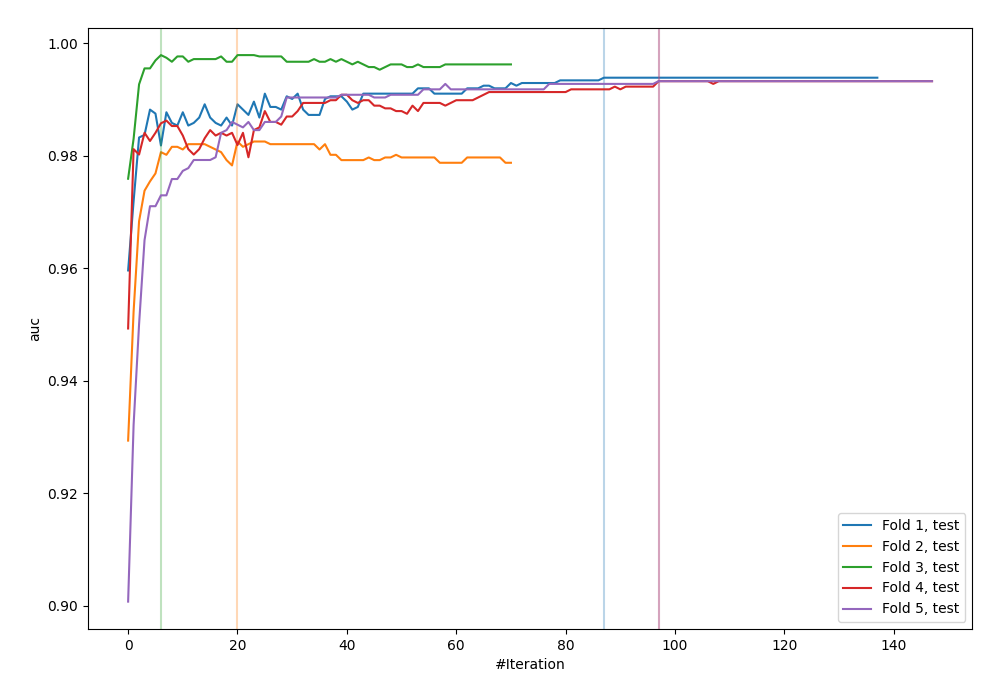 1.00
0.98
0.96
0.94
0.92
0.90
auc
0
20
40
60
80
100
120
140
#Iteration
Fold 1, test
Fold 2, test
Fold 3, test
Fold 4, test
Fold 5, test